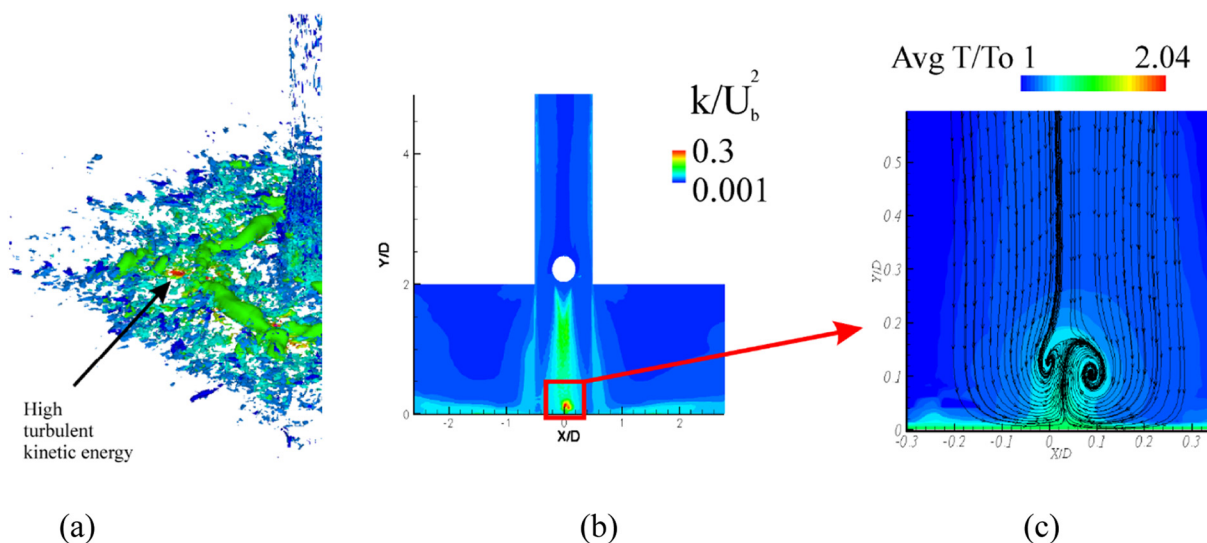 High
turbulent
kinetic energy
(a)
k/U_b^2
0.3
0.001
Y/D
4
2
0
-2 -1 0 1 2
X/D
(b)
Avg T/To 1 2.04
Y/D
0.5
0.4
0.3
0.2
0.1
0
-0.3 -0.2 -0.1 0 0.1 0.2 0.3
X/D
(c)